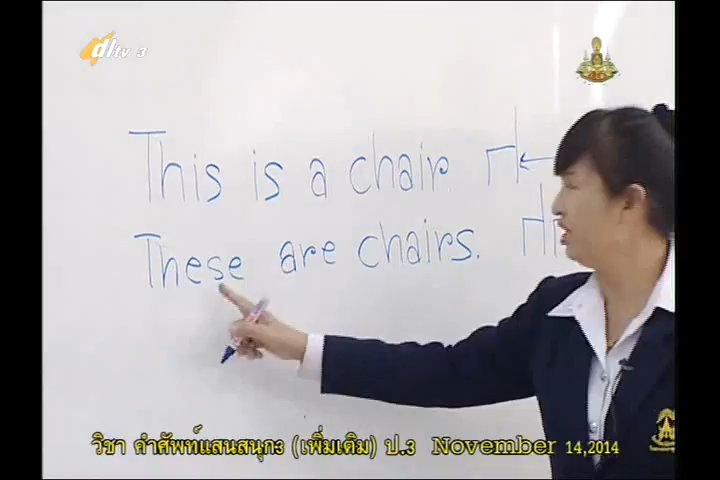 dltv 3
This is a chair.
These are chairs.
วิชา คำศัพท์แสนสนุก3 (เพิ่มเติม) ป.3 November 14,2014